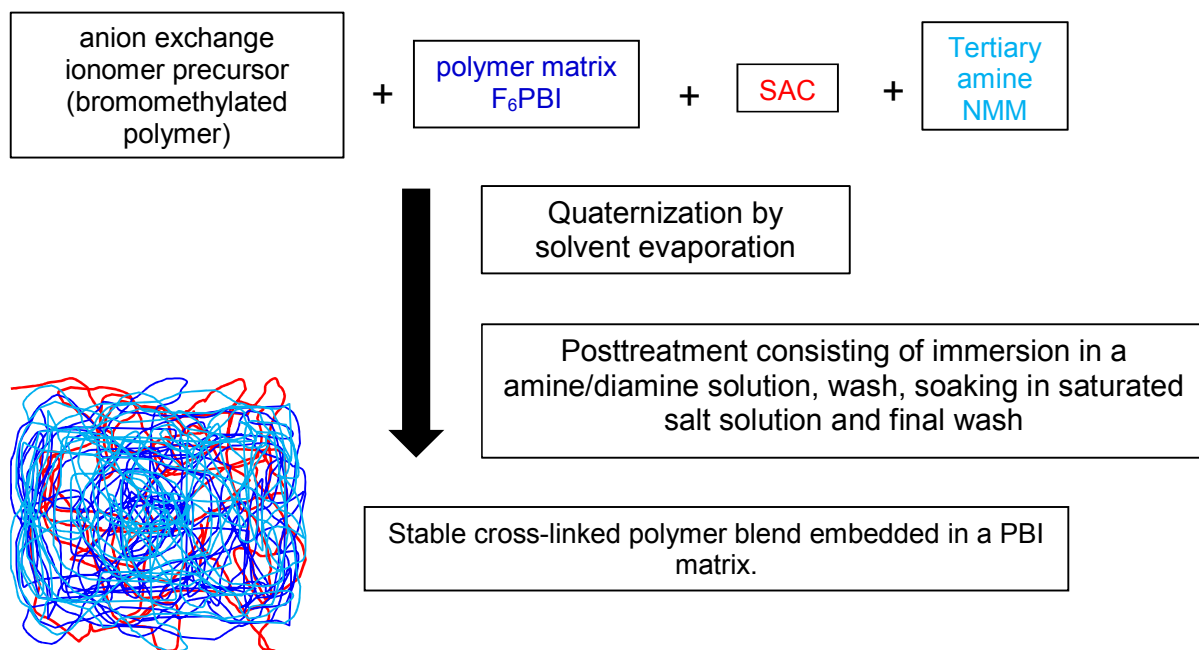 anion exchange
ionomer precursor
(bromomethylated
polymer)
+
polymer matrix
F₆PBI
+
SAC
+
Tertiary
amine
NMM
Quaternization by
solvent evaporation
Posttreatment consisting of immersion in a
amine/diamine solution, wash, soaking in saturated
salt solution and final wash
Stable cross-linked polymer blend embedded in a PBI
matrix.